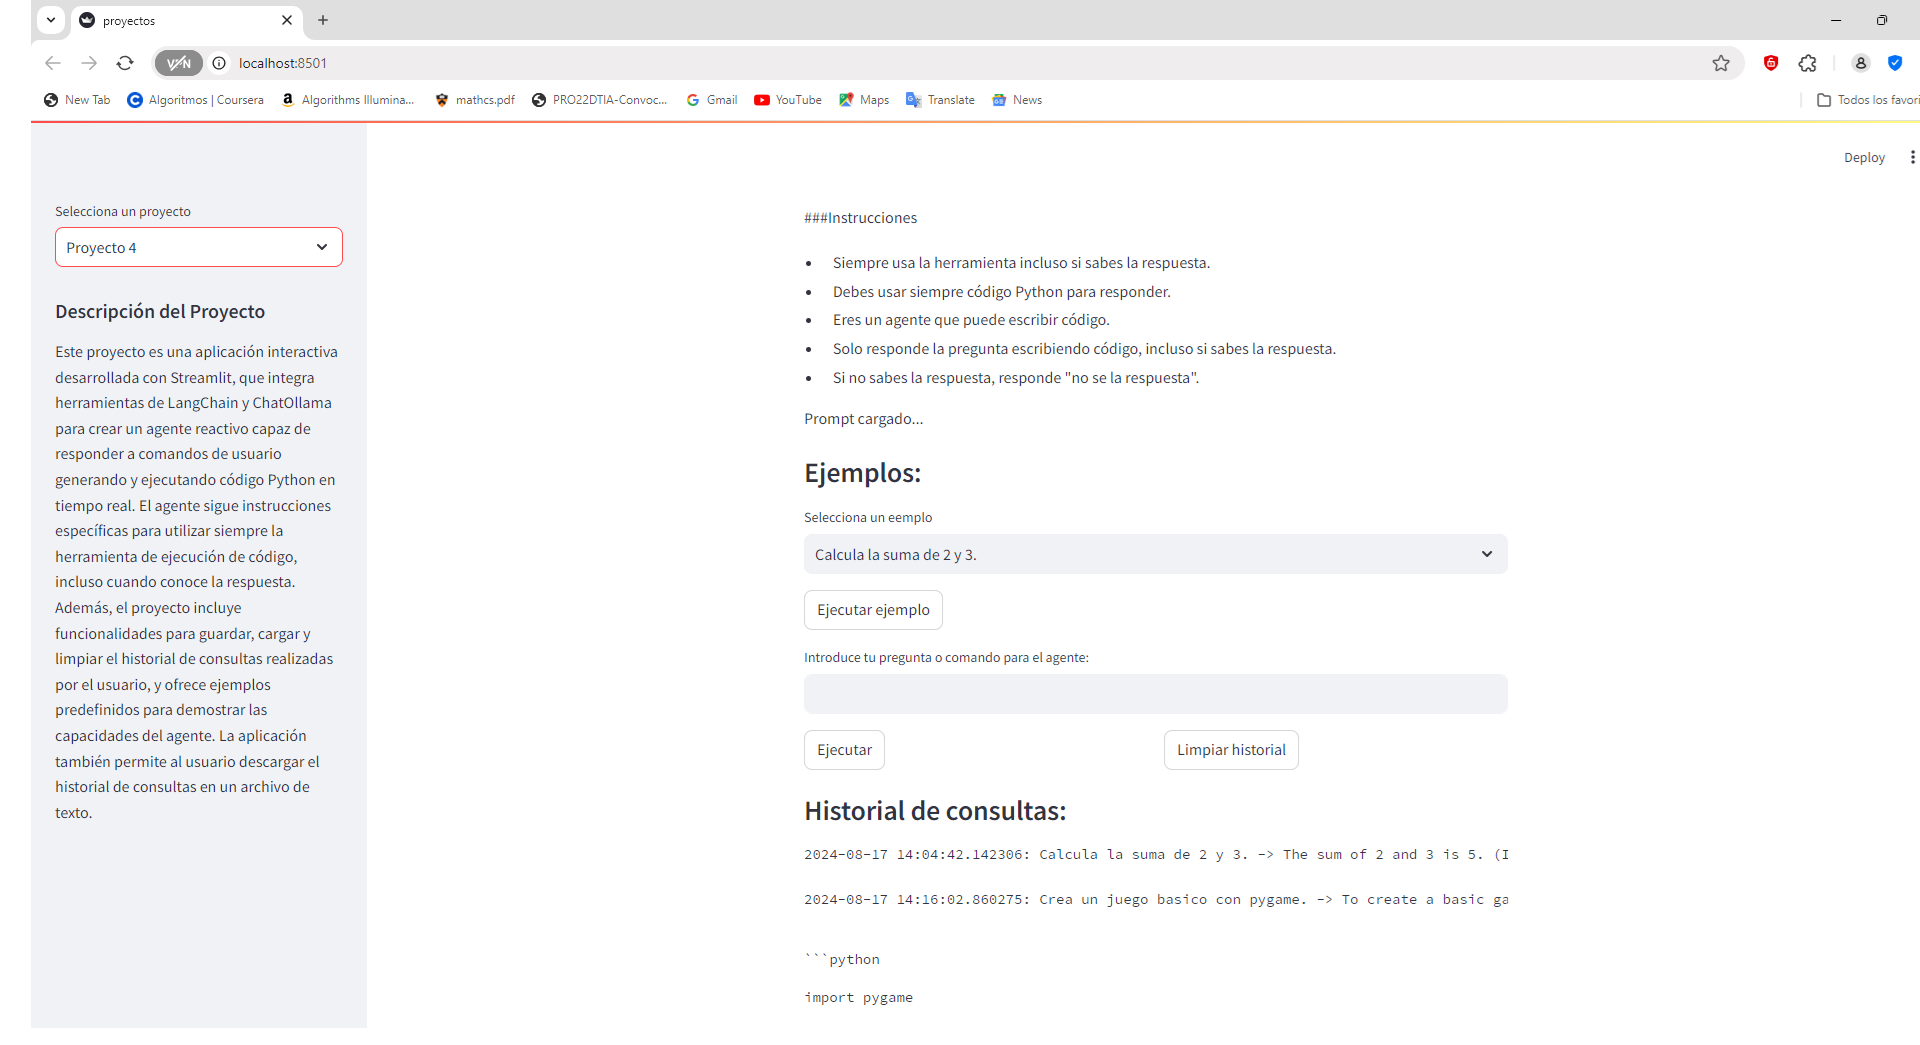 proyectos
VPN
localhost:8501
New Tab
Algoritmos | Coursera
Algorithms Illumina...
mathcs.pdf
PRO22DTIA-Convoc...
Gmail
YouTube
Maps
Translate
News
Todos los favori
Deploy
Selecciona un proyecto
Proyecto 4
Descripción del Proyecto
Este proyecto es una aplicación interactiva
desarrollada con Streamlit, que integra
herramientas de LangChain y ChatOllama
para crear un agente reactivo capaz de
responder a comandos de usuario
generando y ejecutando código Python en
tiempo real. El agente sigue instrucciones
específicas para utilizar siempre la
herramienta de ejecución de código,
incluso cuando conoce la respuesta.
Además, el proyecto incluye
funcionalidades para guardar, cargar y
limpiar el historial de consultas realizadas
por el usuario, y ofrece ejemplos
predefinidos para demostrar las
capacidades del agente. La aplicación
también permite al usuario descargar el
historial de consultas en un archivo de
texto.
###Instrucciones
• Siempre usa la herramienta incluso si sabes la respuesta.
• Debes usar siempre código Python para responder.
• Eres un agente que puede escribir código.
• Solo responde la pregunta escribiendo código, incluso si sabes la respuesta.
• Si no sabes la respuesta, responde "no se la respuesta".
Prompt cargado...
Ejemplos:
Selecciona un eemplo
Calcula la suma de 2 y 3.
Ejecutar ejemplo
Introduce tu pregunta o comando para el agente:
Ejecutar
Limpiar historial
Historial de consultas:
2024-08-17 14:04:42.142306: Calcula la suma de 2 y 3. -> The sum of 2 and 3 is 5. (I
2024-08-17 14:16:02.860275: Crea un juego basico con pygame. -> To create a basic ga
```python
import pygame